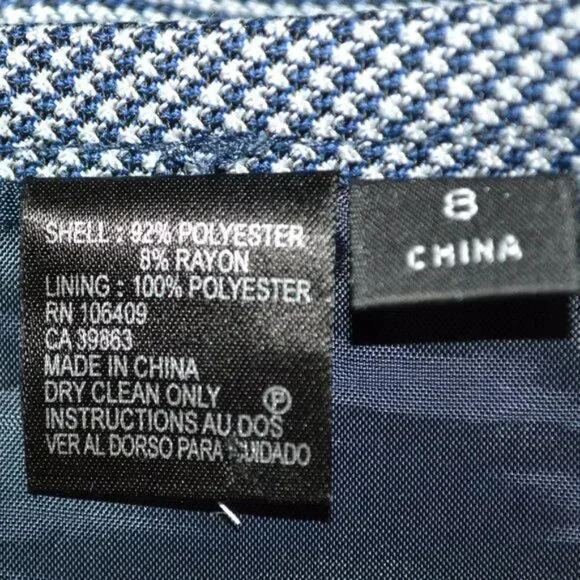 SHELL : 92% POLYESTER
8% RAYON
LINING : 100% POLYESTER
RN 106409
CA 39863
MADE IN CHINA
DRY CLEAN ONLY
P
INSTRUCTIONS AU DOS
VER AL DORSO PARA CUIDADO
8
CHINA